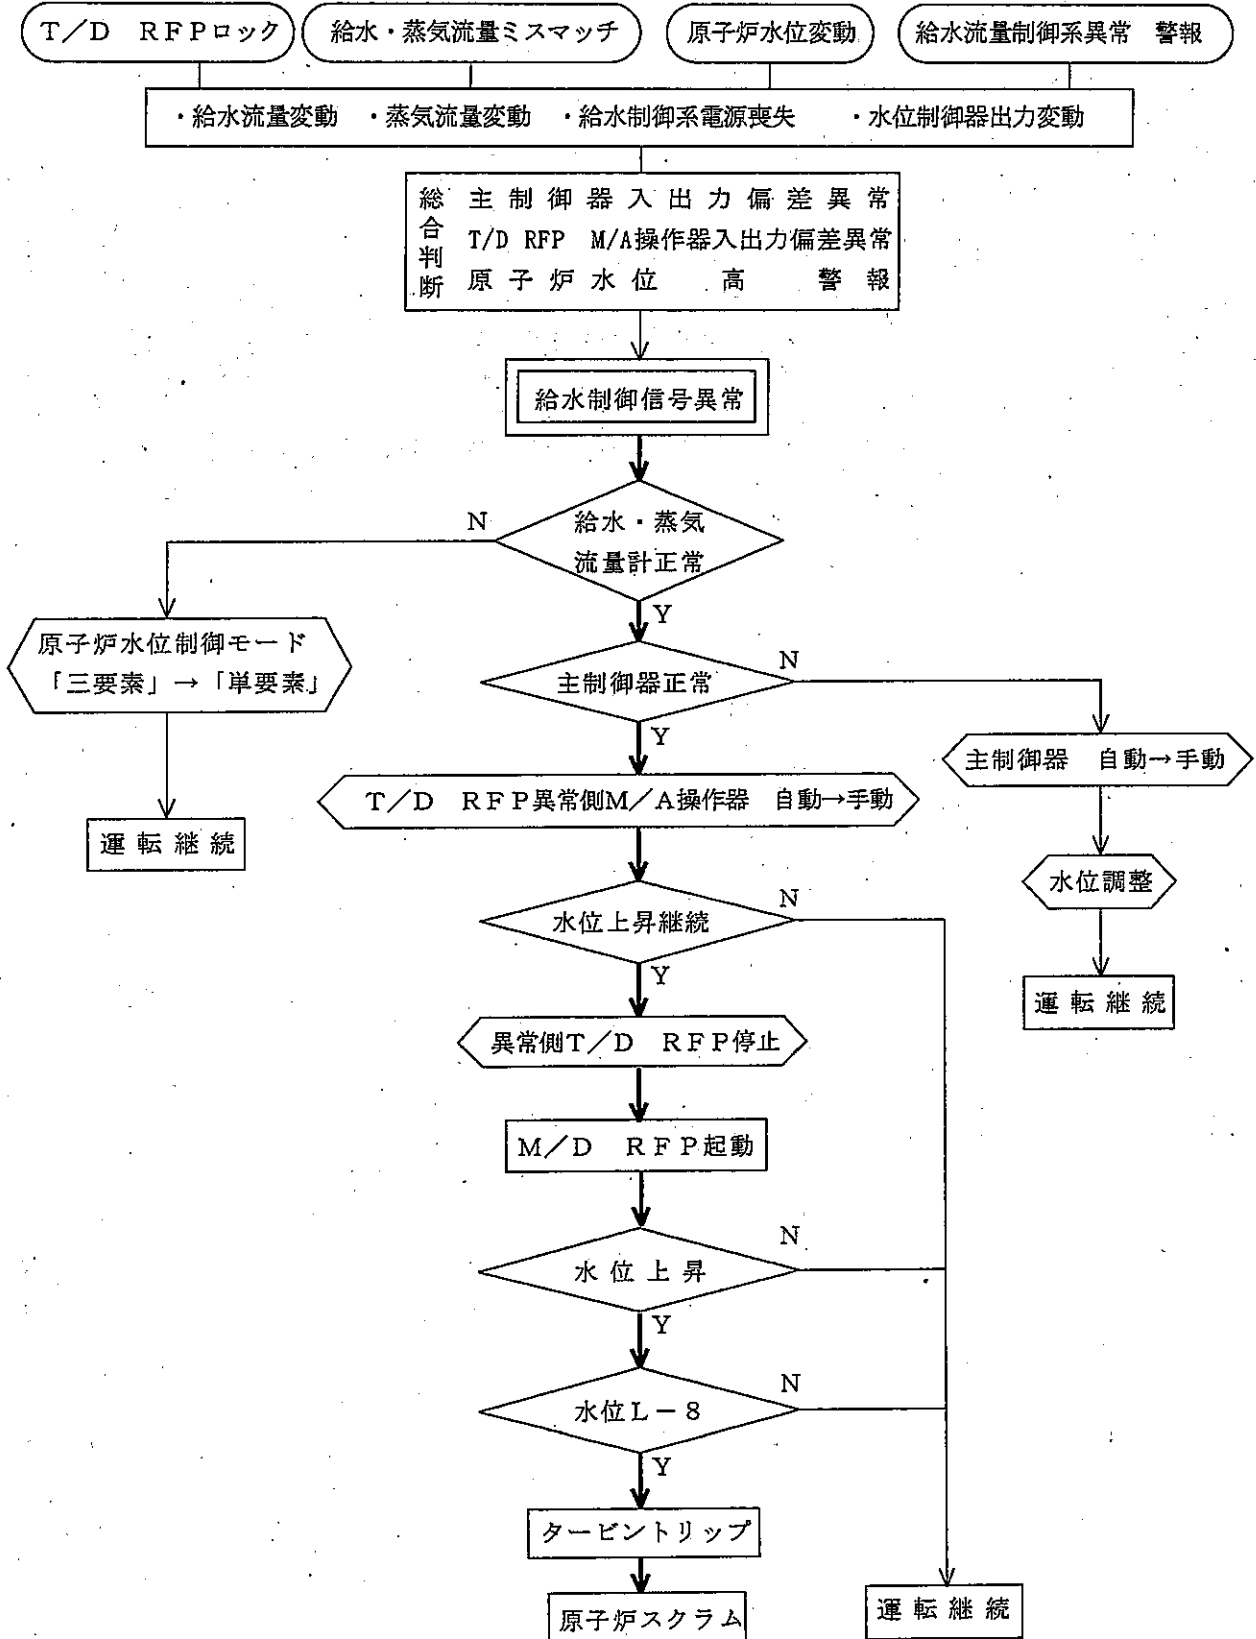 T/D RFPロック
給水・蒸気流量ミスマッチ
原子炉水位変動
給水流量制御系異常 警報
・給水流量変動 ・蒸気流量変動 ・給水制御系電源喪失 ・水位制御器出力変動
総合判断
主制御器入出力偏差異常
T/D RFP M/A操作器入出力偏差異常
原子炉水位 高 警報
給水制御信号異常
給水・蒸気
流量計正常
N
Y
原子炉水位制御モード
「三要素」→「単要素」
運転継続
主制御器正常
N
Y
主制御器 自動→手動
水位調整
運転継続
T/D RFP異常側M/A操作器 自動→手動
水位上昇継続
N
Y
異常側T/D RFP停止
M/D RFP起動
水位上昇
N
Y
水位L-8
N
Y
タービントリップ
原子炉スクラム
運転継続